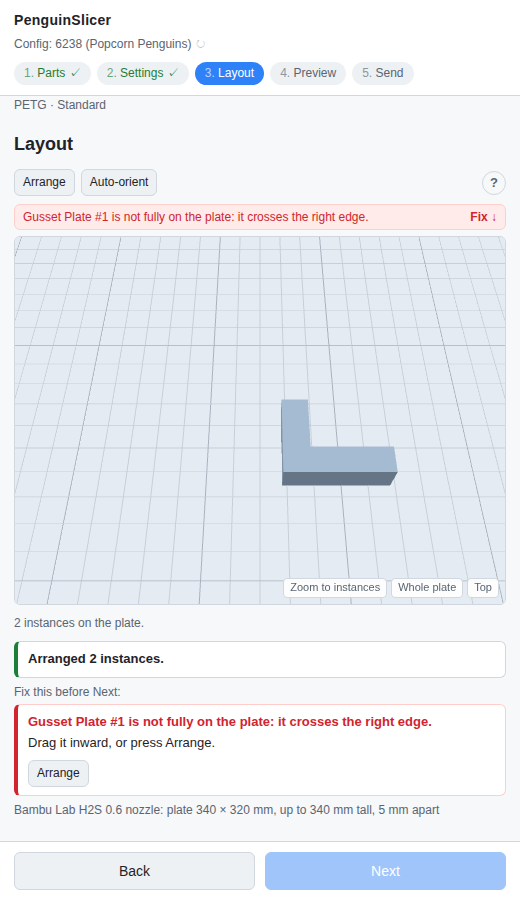 PenguinSlicer
Config: 6238 (Popcorn Penguins)
1. Parts ✓ 2. Settings ✓ 3. Layout 4. Preview 5. Send
PETG · Standard
Layout
Arrange Auto-orient ?
Gusset Plate #1 is not fully on the plate: it crosses the right edge. Fix ↓
Zoom to instances Whole plate Top
2 instances on the plate.
Arranged 2 instances.
Fix this before Next:
Gusset Plate #1 is not fully on the plate: it crosses the right edge.
Drag it inward, or press Arrange.
Arrange
Bambu Lab H2S 0.6 nozzle: plate 340 × 320 mm, up to 340 mm tall, 5 mm apart
Back Next